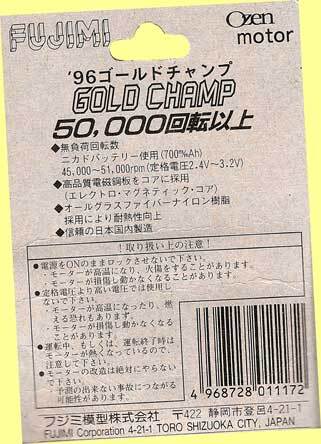 FUJIMI
Ozen
motor
'96ゴールドチャンプ
GOLD CHAMP
50,000回転以上
◆無負荷回転数
ニカドバッテリー使用(700㎃Ah)
45,000~51,000rpm(定格電圧2.4V~3.2V)
◆高品質電磁鋼板をコアに採用
(エレクトロ・マグネティック・コア)
◆オールグラスファイバーナイロン樹脂
採用により耐熱性向上
◆信頼の日本国内製造
!取り扱い上の注意!
●電源をONのままロックさせないで下さい。
・モーターが高温になり、火傷をすることがあります。
・モーターが損傷し動かなくなることがあります。
●定格電圧より高い電圧では使用し
ないで下さい。
・モーターが高温になったり、燃
える恐れもあります。
・モーターが損傷し動かなくなる
ことがあります。
●運転中、もしくは、運転終了時は
モーターが熱くなっているので、
注意して下さい。
●モーターの改造は絶対にやらない
で下さい。
・予測の出来ない事故につながる
可能性があります。
4 968728 011172
フジミ模型株式会社 〒422 静岡市登呂4-21-1
FUJIMI Corporation 4-21-1 TORO SHIZUOKA CITY, JAPAN